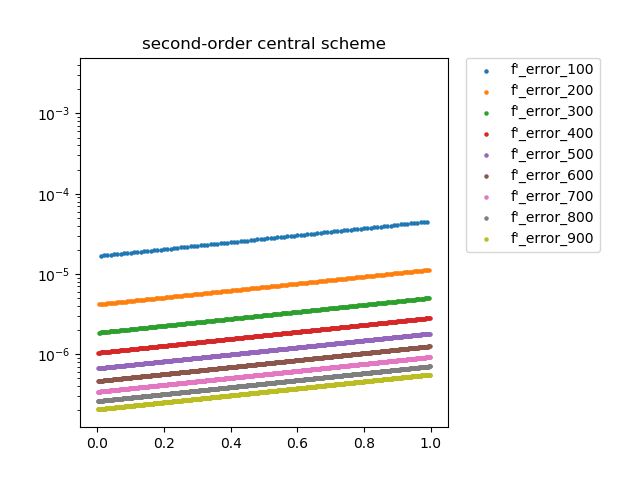 second-order central scheme
10^{-3}
10^{-4}
10^{-5}
10^{-6}
0.0 0.2 0.4 0.6 0.8 1.0
f'_error_100
f'_error_200
f'_error_300
f'_error_400
f'_error_500
f'_error_600
f'_error_700
f'_error_800
f'_error_900